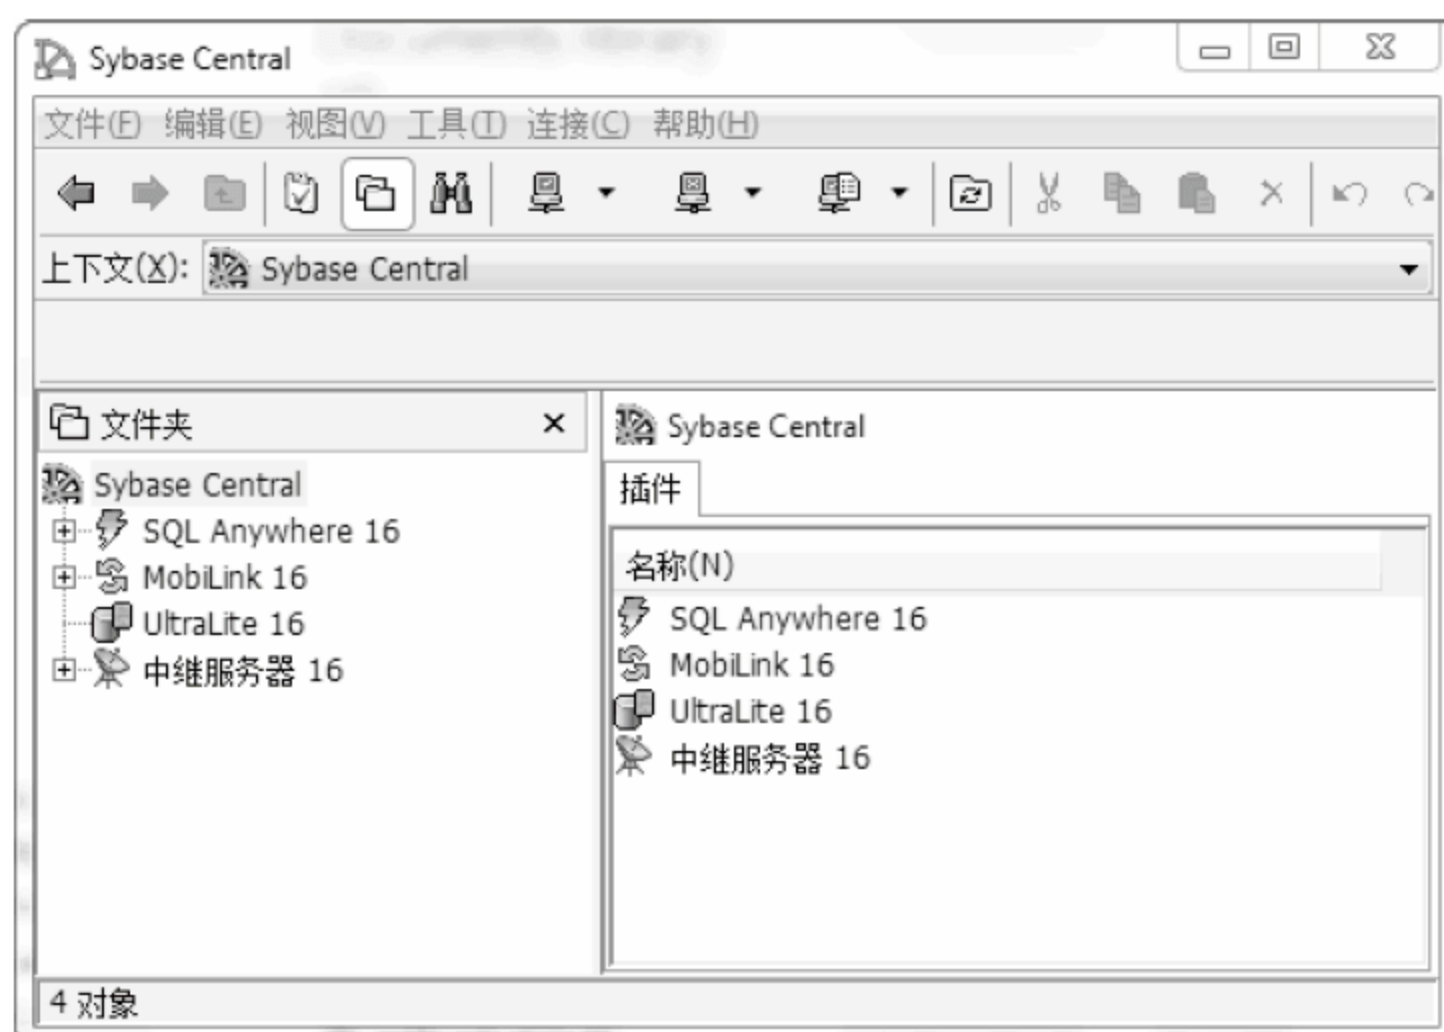 Sybase Central
文件(F) 编辑(E) 视图(V) 工具(T) 连接(C) 帮助(H)
上下文(X): Sybase Central
文件夹
Sybase Central
SQL Anywhere 16
MobiLink 16
UltraLite 16
中继服务器 16
Sybase Central
插件
名称(N)
SQL Anywhere 16
MobiLink 16
UltraLite 16
中继服务器 16
4 对象